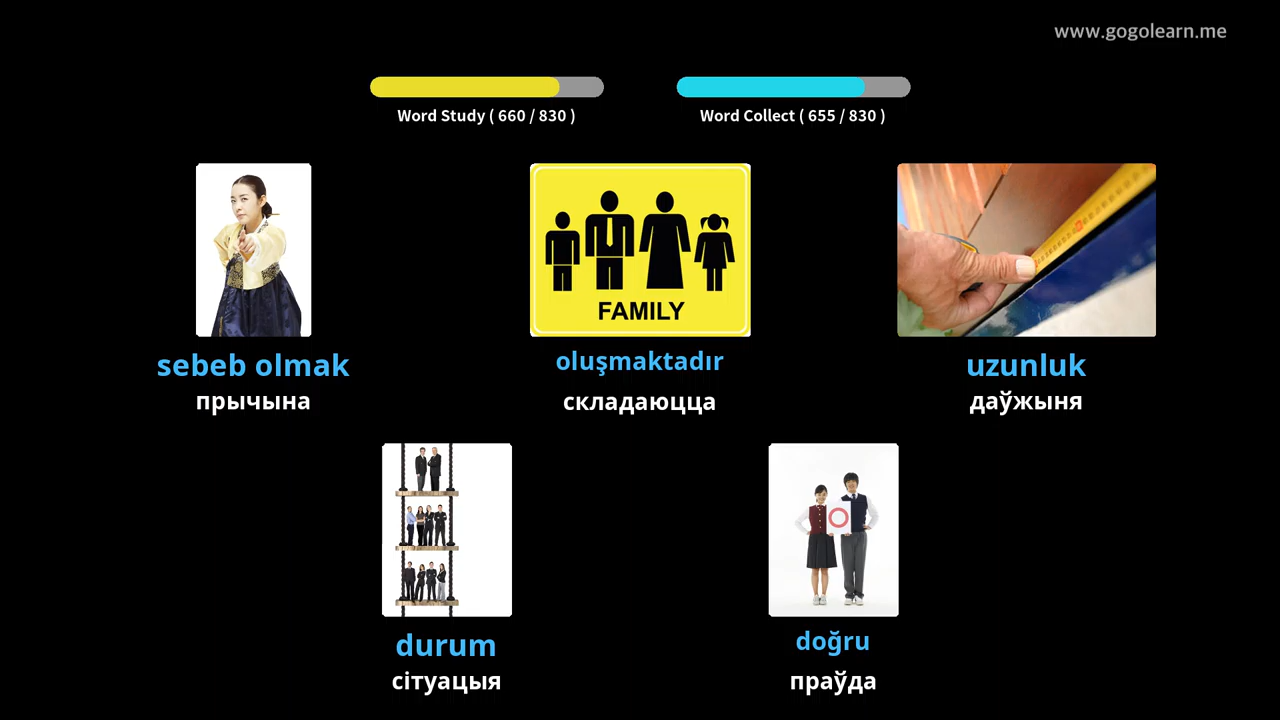 www.gogolearn.me
Word Study ( 660 / 830 )
Word Collect ( 655 / 830 )
FAMILY
sebeb olmak
прычына
oluşmaktadır
складаюцца
uzunluk
даўжыня
durum
сітуацыя
doğru
праўда